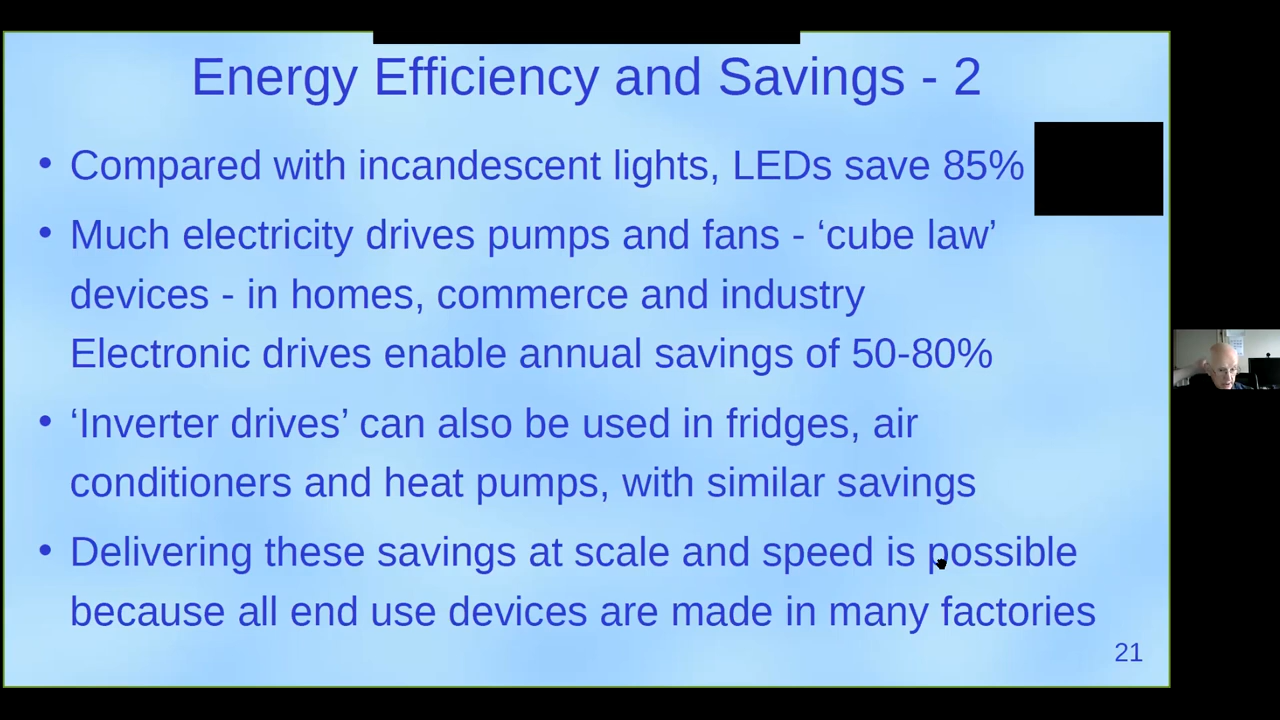 Energy Efficiency and Savings - 2
• Compared with incandescent lights, LEDs save 85%
• Much electricity drives pumps and fans - ‘cube law’
devices - in homes, commerce and industry
Electronic drives enable annual savings of 50-80%
• ‘Inverter drives’ can also be used in fridges, air
conditioners and heat pumps, with similar savings
• Delivering these savings at scale and speed is possible
because all end use devices are made in many factories
21